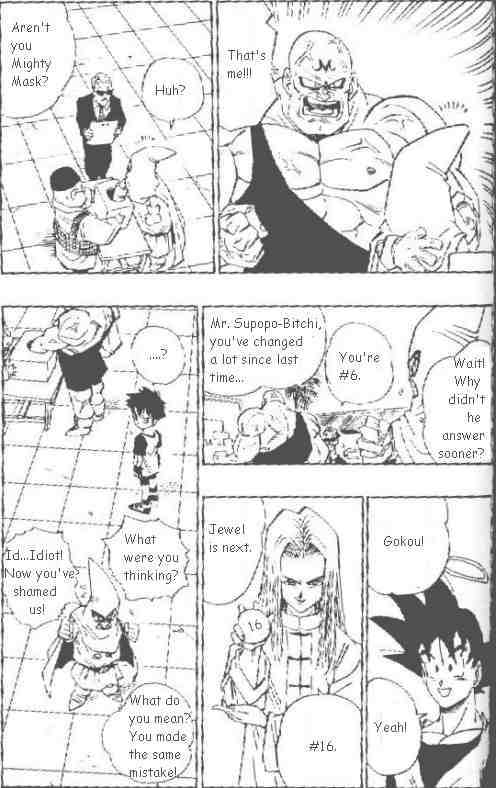 Aren't
you
Mighty
Mask?
Huh?
That's
me!!!
M
....?
Id...Idiot!
Now you've
shamed
us!
What
were you
thinking?
What do
you mean?
You made
the same
mistake!
Mr. Supopo-Bitchi,
you've changed
a lot since last
time...
You're
#6.
Wait!
Why
didn't
he
answer
sooner?
Jewel
is next.
16
#16.
Gokou!
Yeah!